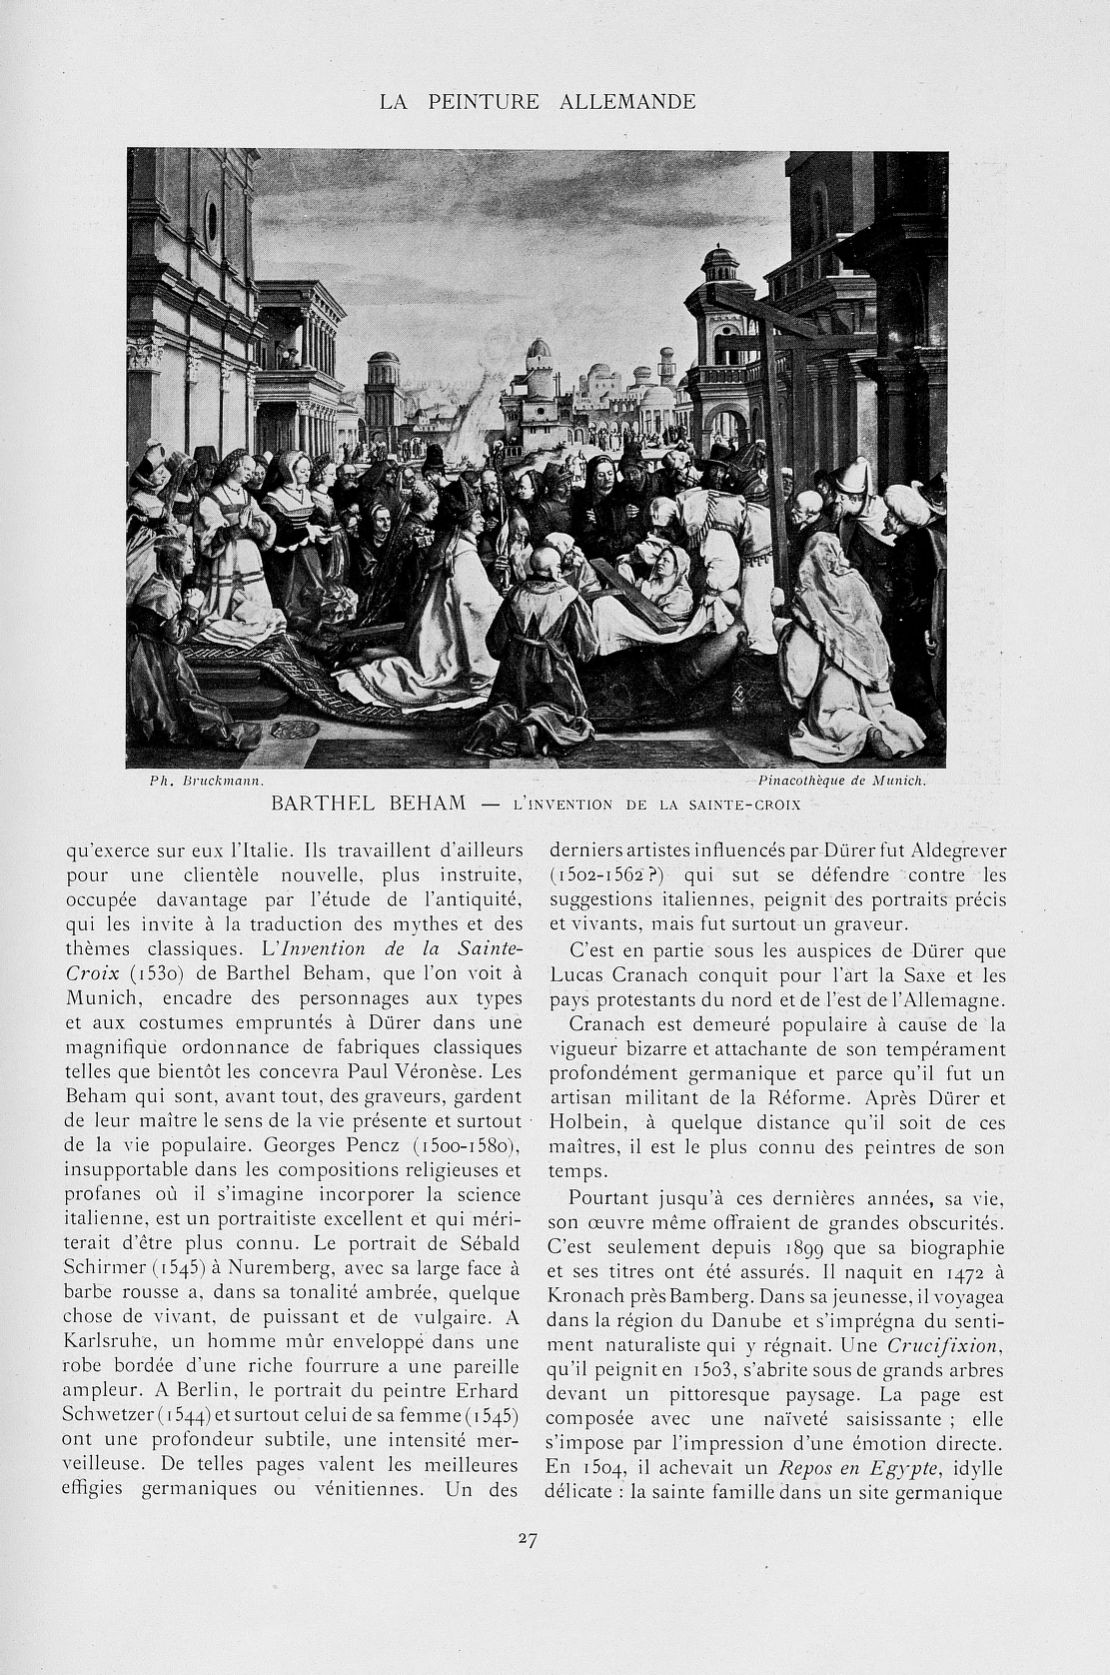 LA PEINTURE ALLEMANDE
Ph. Bruckmann.
Pinacothèque de Munich.
BARTHEL BEHAM — L'INVENTION DE LA SAINTE-CROIX
qu'exerce sur eux l'Italie. Ils travaillent d'ailleurs
pour une clientèle nouvelle, plus instruite,
occupée davantage par l'étude de l'antiquité,
qui les invite à la traduction des mythes et des
thèmes classiques. L'Invention de la Sainte-
Croix (1530) de Barthel Beham, que l'on voit à
Munich, encadre des personnages aux types
et aux costumes empruntés à Dürer dans une
magnifique ordonnance de fabriques classiques
telles que bientôt les concevra Paul Véronèse. Les
Beham qui sont, avant tout, des graveurs, gardent
de leur maître le sens de la vie présente et surtout
de la vie populaire. Georges Pencz (1500-1580),
insupportable dans les compositions religieuses et
profanes où il s'imagine incorporer la science
italienne, est un portraitiste excellent et qui méri-
terait d'être plus connu. Le portrait de Sébald
Schirmer (1545) à Nuremberg, avec sa large face à
barbe rousse a, dans sa tonalité ambrée, quelque
chose de vivant, de puissant et de vulgaire. A
Karlsruhe, un homme mûr enveloppé dans une
robe bordée d'une riche fourrure a une pareille
ampleur. A Berlin, le portrait du peintre Erhard
Schwetzer (1544) et surtout celui de sa femme (1545)
ont une profondeur subtile, une intensité mer-
veilleuse. De telles pages valent les meilleures
effigies germaniques ou vénitiennes. Un des
derniers artistes influencés par Dürer fut Aldegrever
(1502-1562 ?) qui sut se défendre contre les
suggestions italiennes, peignit des portraits précis
et vivants, mais fut surtout un graveur.
C'est en partie sous les auspices de Dürer que
Lucas Cranach conquit pour l'art la Saxe et les
pays protestants du nord et de l'est de l'Allemagne.
Cranach est demeuré populaire à cause de la
vigueur bizarre et attachante de son tempérament
profondément germanique et parce qu'il fut un
artisan militant de la Réforme. Après Dürer et
Holbein, à quelque distance qu'il soit de ces
maîtres, il est le plus connu des peintres de son
temps.
Pourtant jusqu'à ces dernières années, sa vie,
son œuvre même offraient de grandes obscurités.
C'est seulement depuis 1899 que sa biographie
et ses titres ont été assurés. Il naquit en 1472 à
Kronach près Bamberg. Dans sa jeunesse, il voyagea
dans la région du Danube et s'imprégna du senti-
ment naturaliste qui y régnait. Une Crucifixion,
qu'il peignit en 1503, s'abrite sous de grands arbres
devant un pittoresque paysage. La page est
composée avec une naïveté saisissante ; elle
s'impose par l'impression d'une émotion directe.
En 1504, il achevait un Repos en Egypte, idylle
délicate : la sainte famille dans un site germanique
27